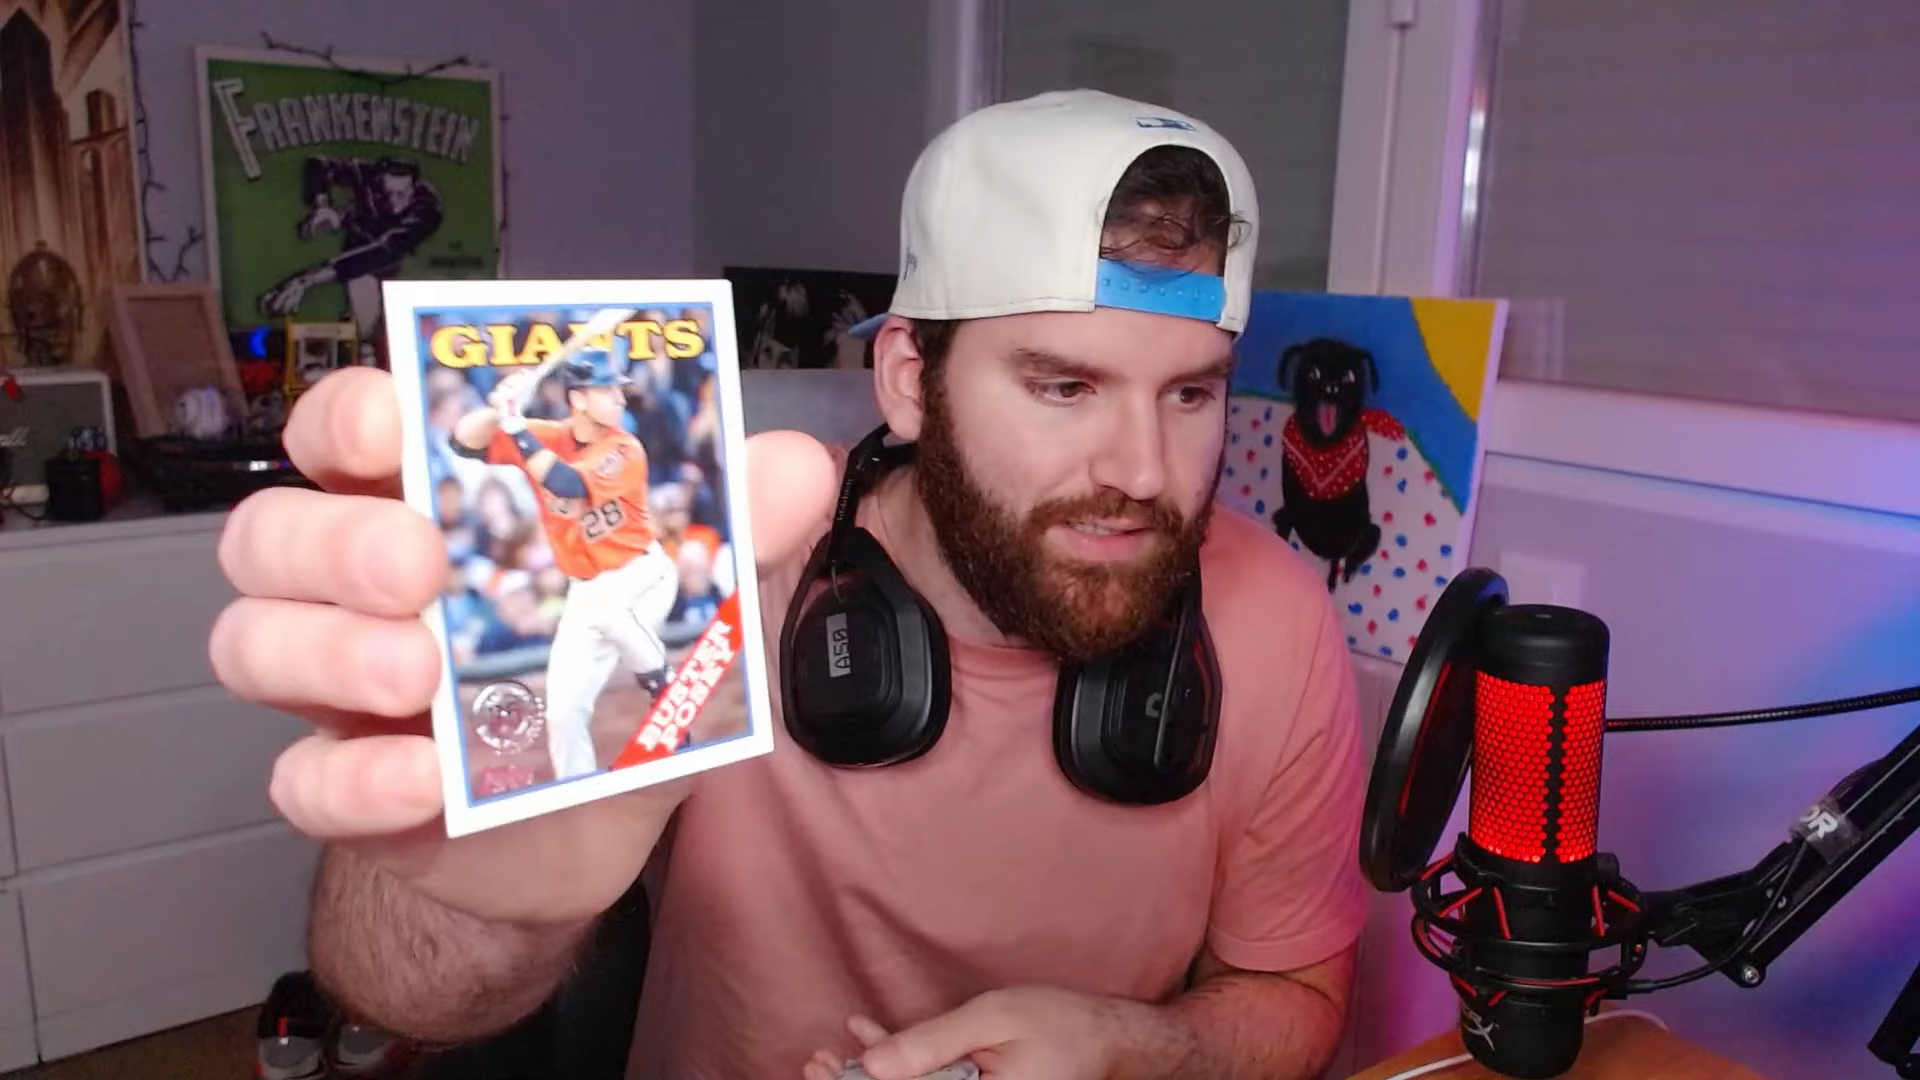 FRANKENSTEIN
GIANTS
28
BUSTER
POSEY
A50